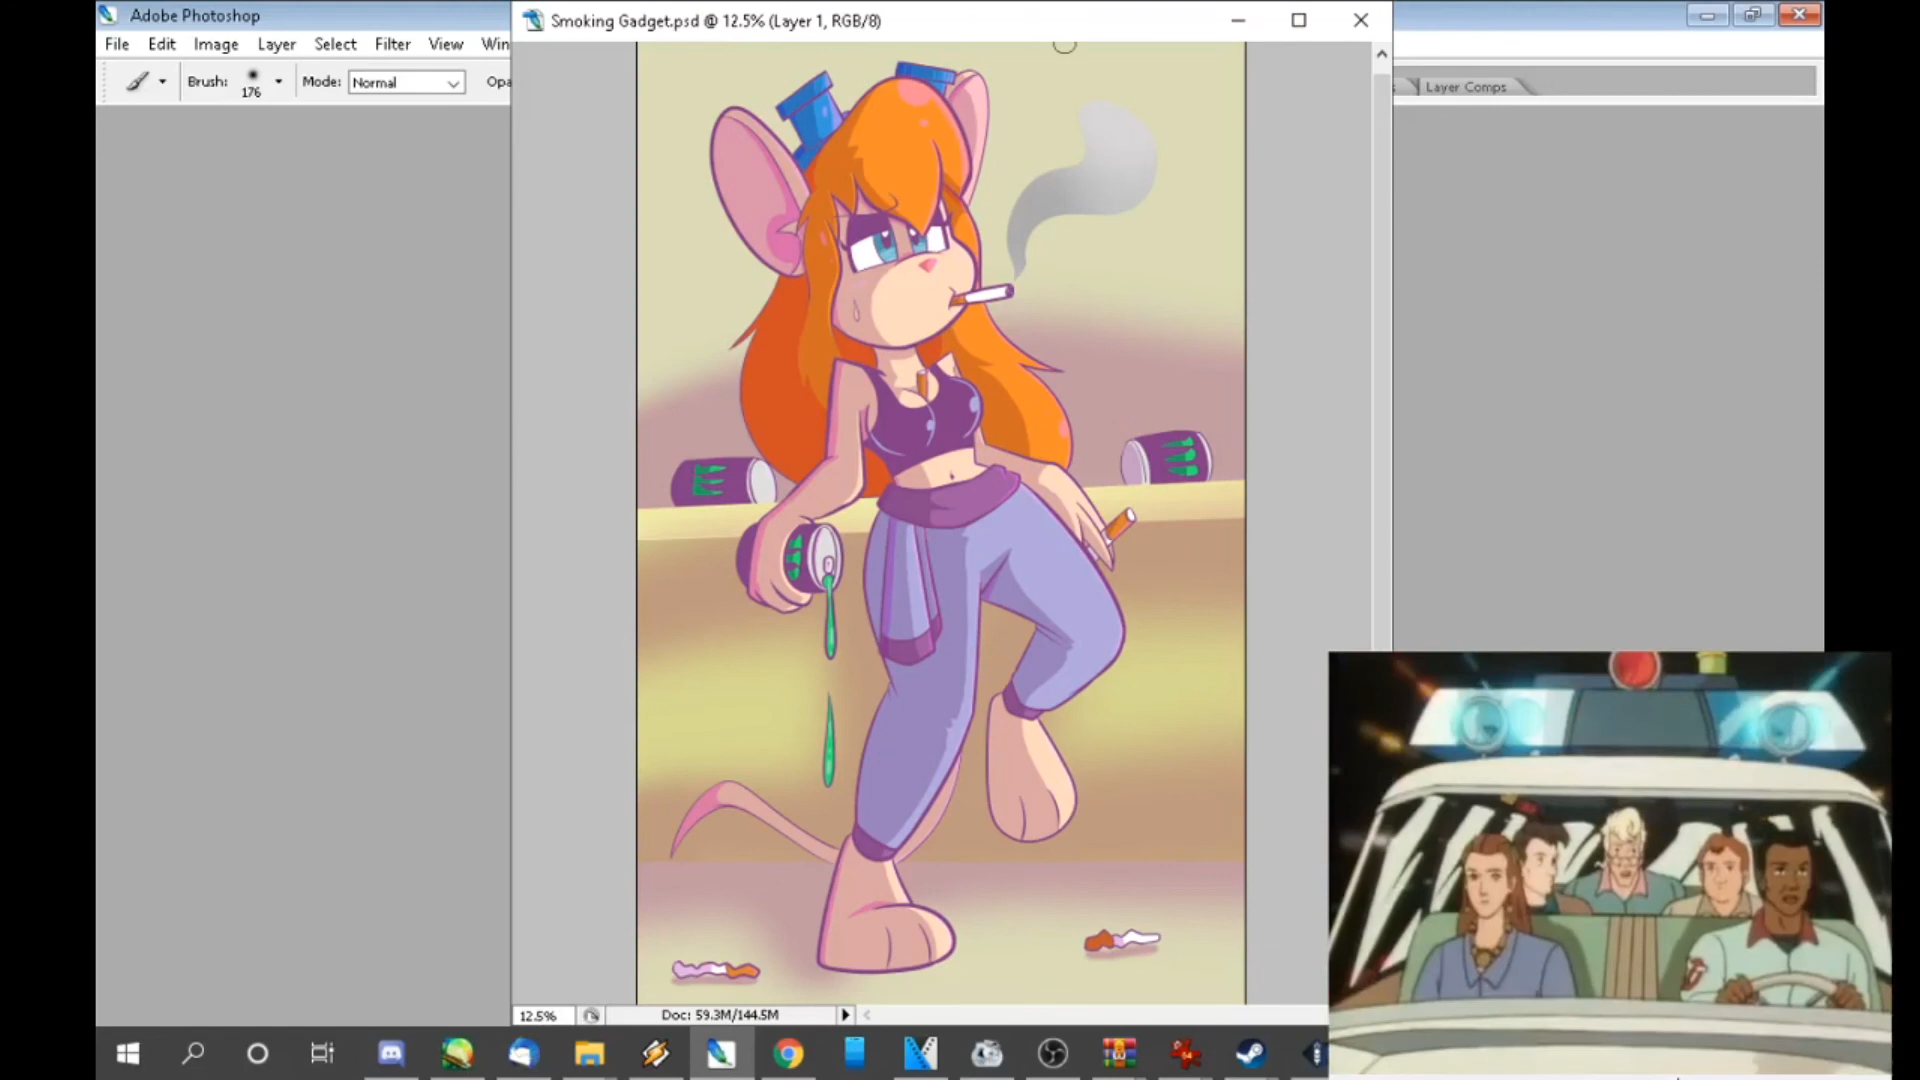 Adobe Photoshop
Smoking Gadget.psd @ 12.5% (Layer 1, RGB/8)
File Edit Image Layer Select Filter View Win
Brush: 176 Mode: Normal Opa
s Layer Comps
12.5% Doc: 59.3M/144.5M